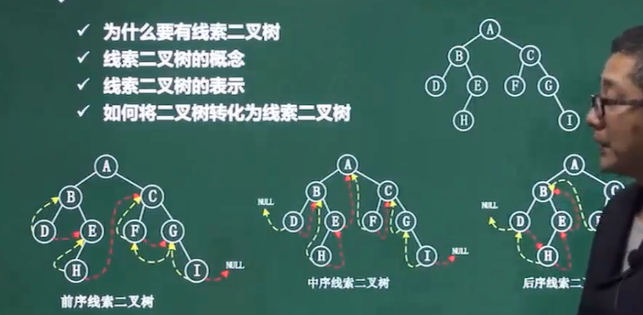 ✓ 为什么要有线索二叉树
✓ 线索二叉树的概念
✓ 线索二叉树的表示
✓ 如何将二叉树转化为线索二叉树
A
B C
D E F G
H I
A
B C
D E F G
H I
NULL
前序线索二叉树
A
B C
NULL
D E F G
H I
NULL
中序线索二叉树
A
B C
NULL
D E F
H
后序线索二